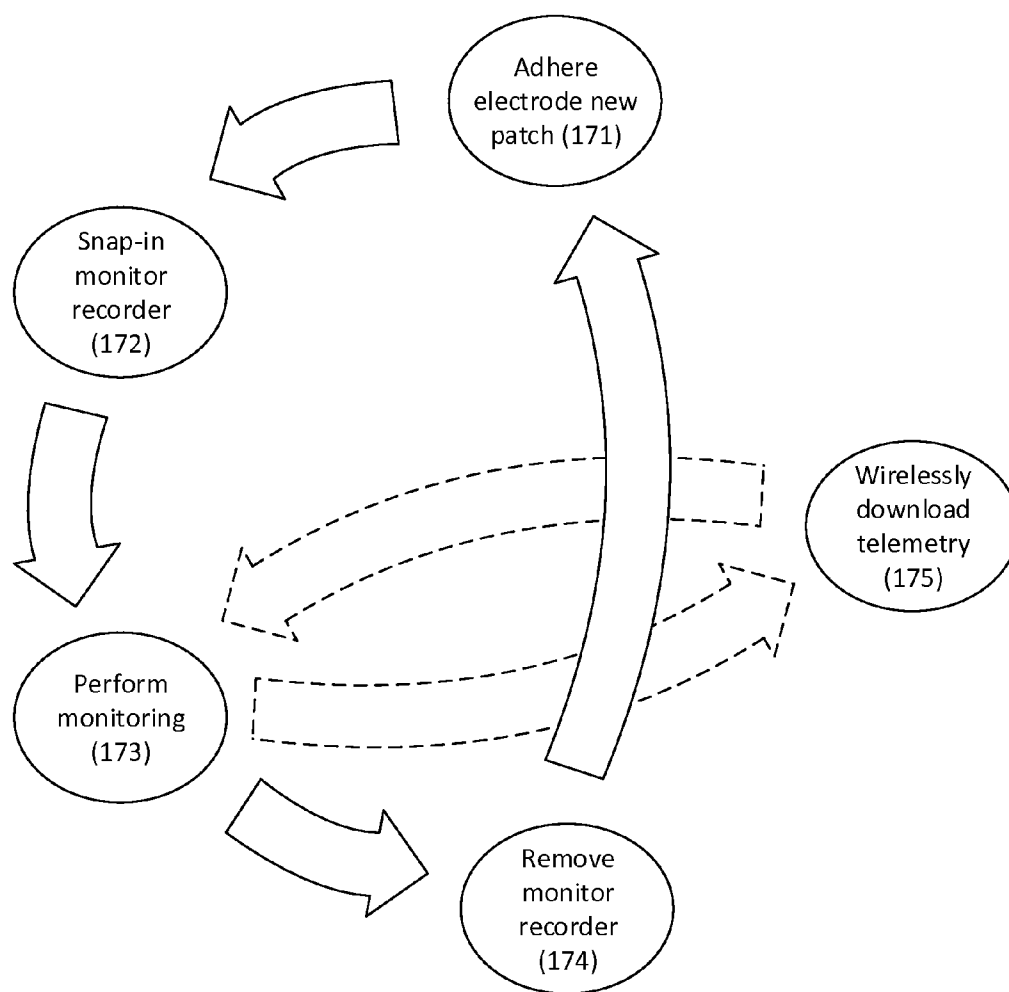 Adhere
electrode new
patch (171)
Snap-in
monitor
recorder
(172)
Wirelessly
download
telemetry
(175)
Perform
monitoring
(173)
Remove
monitor
recorder
(174)